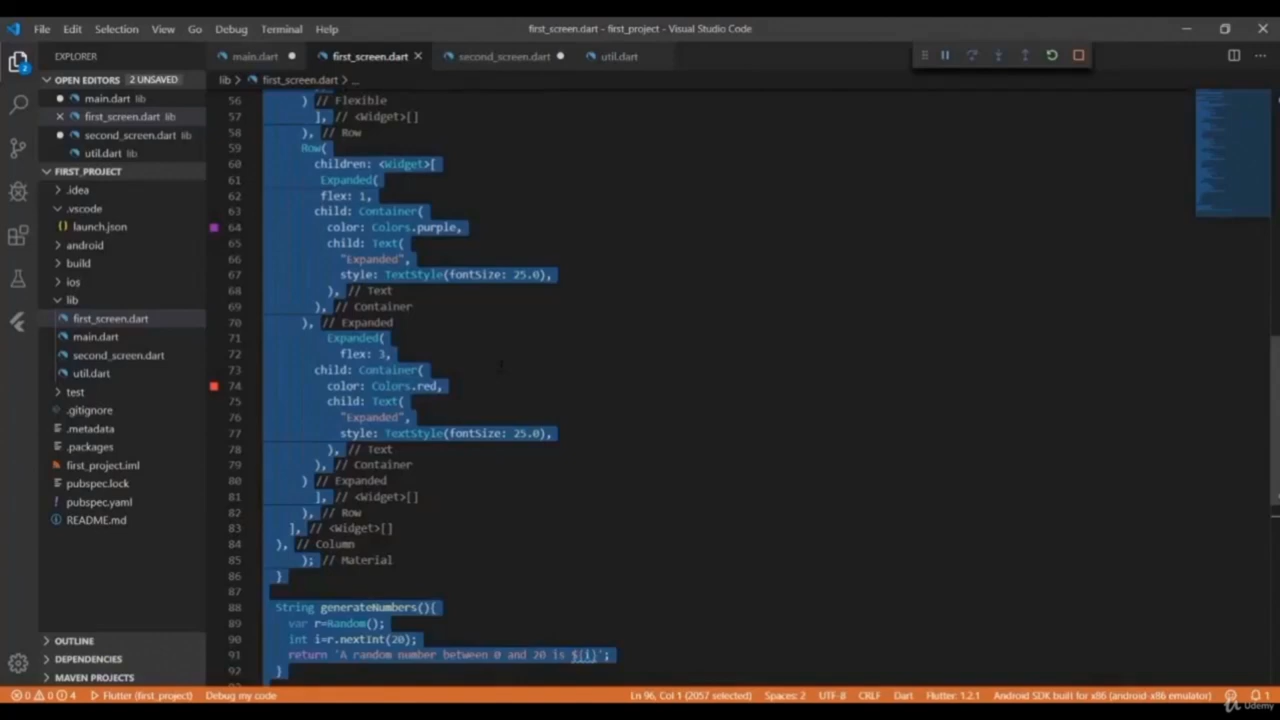 File Edit Selection View Go Debug Terminal Help first_screen.dart - first_project - Visual Studio Code
EXPLORER main.dart first_screen.dart second_screen.dart util.dart
OPEN EDITORS 2 UNSAVED lib > first_screen.dart > ...
main.dart lib
first_screen.dart lib
second_screen.dart lib
util.dart lib
FIRST_PROJECT
.idea
.vscode
launch.json
android
build
ios
lib
first_screen.dart
main.dart
second_screen.dart
util.dart
test
.gitignore
.metadata
.packages
first_project.iml
pubspec.lock
pubspec.yaml
README.md
OUTLINE
DEPENDENCIES
MAVEN PROJECTS
56 ) // Flexible
57 ], // <Widget>[]
58 ), // Row
59 Row(
60 children: <Widget>[
61 Expanded(
62 flex: 1,
63 child: Container(
64 color: Colors.purple,
65 child: Text(
66 "Expanded",
67 style: TextStyle(fontSize: 25.0),
68 ), // Text
69 ), // Container
70 ), // Expanded
71 Expanded(
72 flex: 3,
73 child: Container(
74 color: Colors.red,
75 child: Text(
76 "Expanded",
77 style: TextStyle(fontSize: 25.0),
78 ), // Text
79 ), // Container
80 ) // Expanded
81 ], // <Widget>[]
82 ), // Row
83 ], // <Widget>[]
84 ), // Column
85 ); // Material
86 }
87
88 String generateNumbers(){
89 var r=Random();
90 int i=r.nextInt(20);
91 return 'A random number between 0 and 20 is ${i}';
92 }
0 0 4 Flutter (first_project) Debug my code Ln 96, Col 1 (2057 selected) Spaces: 2 UTF-8 CRLF Dart Flutter: 1.2.1 Android SDK built for x86 (android-x86 emulator) 1
Udemy